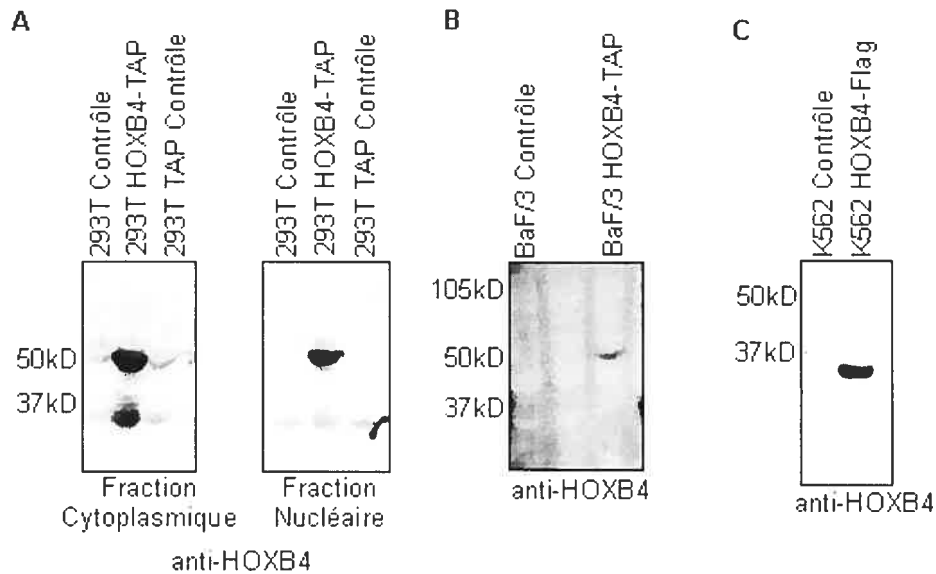 A
293T Contrôle
293T HOXB4-TAP
293T TAP Contrôle
50kD
37kD
Fraction
Cytoplasmique
293T Contrôle
293T HOXB4-TAP
293T TAP Contrôle
Fraction
Nucléaire
anti-HOXB4
B
BaF/3 Contrôle
BaF/3 HOXB4-TAP
105kD
50kD
37kD
anti-HOXB4
C
K562 Contrôle
K562 HOXB4-Flag
50kD
37kD
anti-HOXB4